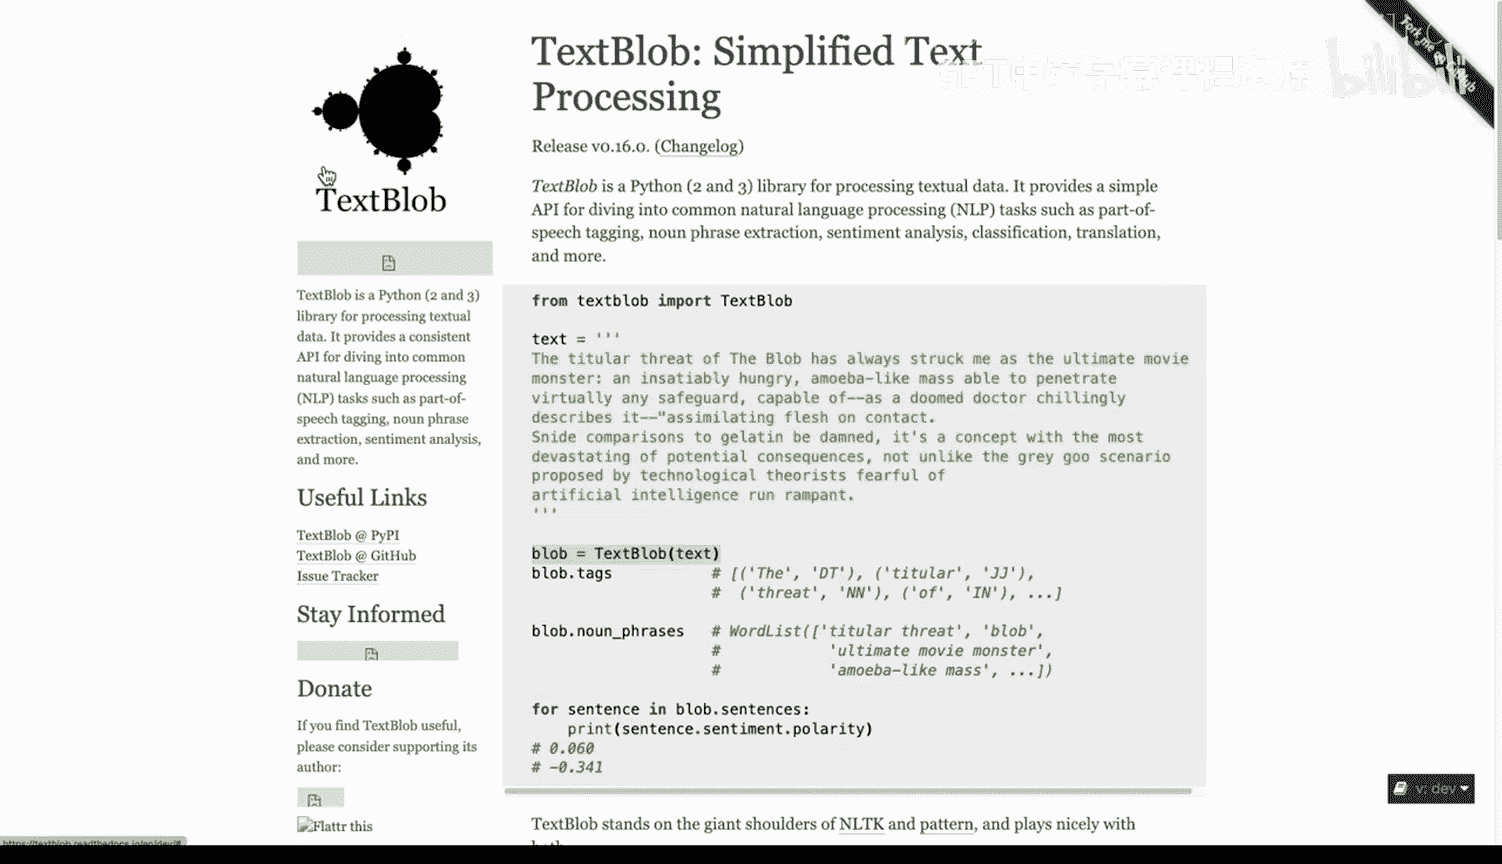 TextBlob
TextBlob is a Python (2 and 3)
library for processing textual
data. It provides a consistent
API for diving into common
natural language processing
(NLP) tasks such as part-of-
speech tagging, noun phrase
extraction, sentiment analysis,
and more.
Useful Links
TextBlob @ PyPI
TextBlob @ GitHub
Issue Tracker
Stay Informed
Donate
If you find TextBlob useful,
please consider supporting its
author:
Flattr this
TextBlob: Simplified Text
Processing
Release v0.16.0. (Changelog)
TextBlob is a Python (2 and 3) library for processing textual data. It provides a simple
API for diving into common natural language processing (NLP) tasks such as part-of-
speech tagging, noun phrase extraction, sentiment analysis, classification, translation,
and more.
from textblob import TextBlob
text = '''
The titular threat of The Blob has always struck me as the ultimate movie
monster: an insatiably hungry, amoeba-like mass able to penetrate
virtually any safeguard, capable of--as a doomed doctor chillingly
describes it--"assimilating flesh on contact.
Snide comparisons to gelatin be damned, it's a concept with the most
devastating of potential consequences, not unlike the grey goo scenario
proposed by technological theorists fearful of
artificial intelligence run rampant.
'''
blob = TextBlob(text)
blob.tags # [('The', 'DT'), ('titular', 'JJ'),
# ('threat', 'NN'), ('of', 'IN'), ...]
blob.noun_phrases # WordList(['titular threat', 'blob',
# 'ultimate movie monster',
# 'amoeba-like mass', ...])
for sentence in blob.sentences:
print(sentence.sentiment.polarity)
# 0.060
# -0.341
TextBlob stands on the giant shoulders of NLTK and pattern, and plays nicely with
bilibili
Fork me on
v: dev